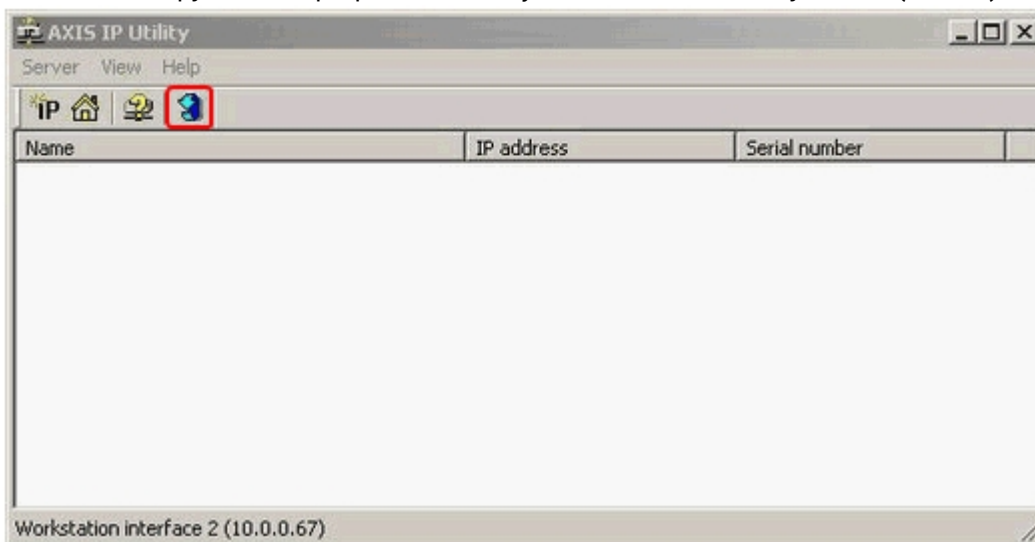 AXIS IP Utility
Server View Help
IP
Name IP address Serial number
Workstation interface 2 (10.0.0.67)